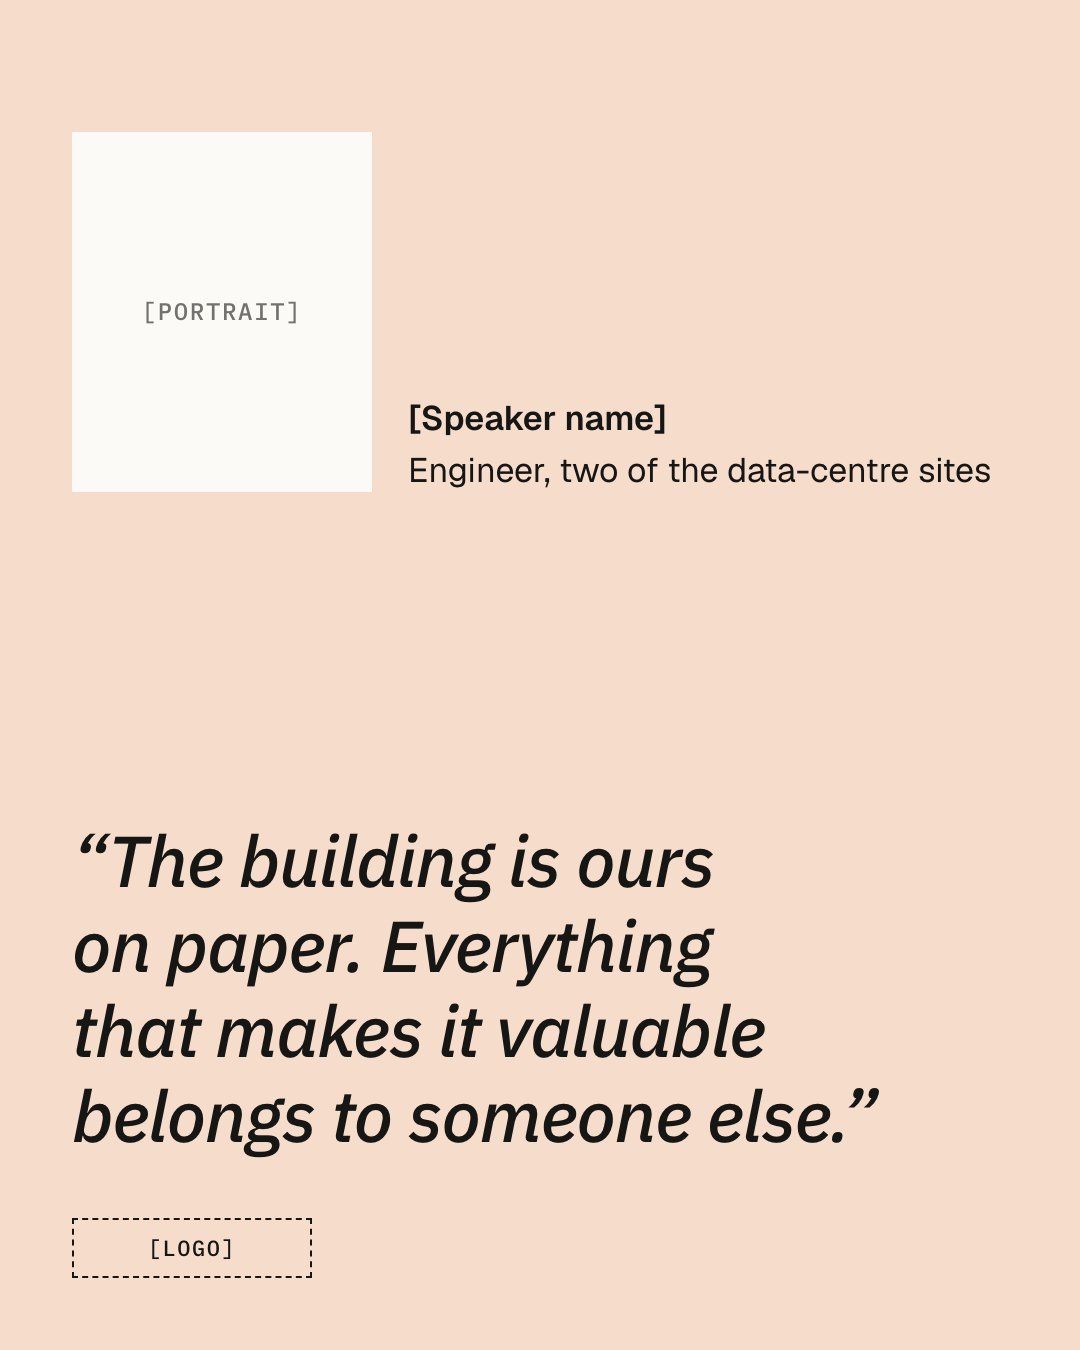 [PORTRAIT]
[Speaker name]
Engineer, two of the data-centre sites
“The building is ours
on paper. Everything
that makes it valuable
belongs to someone else.”
[LOGO]